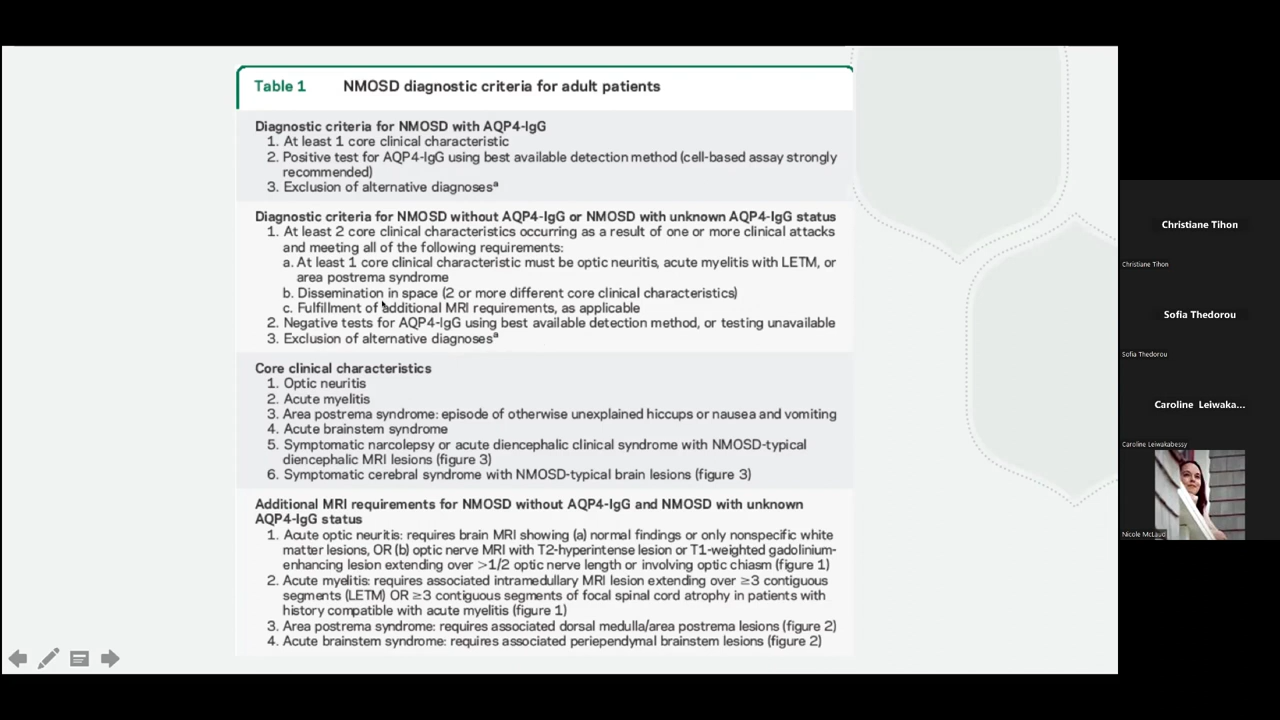 Table 1 NMOSD diagnostic criteria for adult patients
Diagnostic criteria for NMOSD with AQP4-IgG
1. At least 1 core clinical characteristic
2. Positive test for AQP4-IgG using best available detection method (cell-based assay strongly
recommended)
3. Exclusion of alternative diagnosesᵃ
Diagnostic criteria for NMOSD without AQP4-IgG or NMOSD with unknown AQP4-IgG status
1. At least 2 core clinical characteristics occurring as a result of one or more clinical attacks
and meeting all of the following requirements:
a. At least 1 core clinical characteristic must be optic neuritis, acute myelitis with LETM, or
area postrema syndrome
b. Dissemination in space (2 or more different core clinical characteristics)
c. Fulfillment of additional MRI requirements, as applicable
2. Negative tests for AQP4-IgG using best available detection method, or testing unavailable
3. Exclusion of alternative diagnosesᵃ
Core clinical characteristics
1. Optic neuritis
2. Acute myelitis
3. Area postrema syndrome: episode of otherwise unexplained hiccups or nausea and vomiting
4. Acute brainstem syndrome
5. Symptomatic narcolepsy or acute diencephalic clinical syndrome with NMOSD-typical
diencephalic MRI lesions (figure 3)
6. Symptomatic cerebral syndrome with NMOSD-typical brain lesions (figure 3)
Additional MRI requirements for NMOSD without AQP4-IgG and NMOSD with unknown
AQP4-IgG status
1. Acute optic neuritis: requires brain MRI showing (a) normal findings or only nonspecific white
matter lesions, OR (b) optic nerve MRI with T2-hyperintense lesion or T1-weighted gadolinium-
enhancing lesion extending over >1/2 optic nerve length or involving optic chiasm (figure 1)
2. Acute myelitis: requires associated intramedullary MRI lesion extending over ≥3 contiguous
segments (LETM) OR ≥3 contiguous segments of focal spinal cord atrophy in patients with
history compatible with acute myelitis (figure 1)
3. Area postrema syndrome: requires associated dorsal medulla/area postrema lesions (figure 2)
4. Acute brainstem syndrome: requires associated periependymal brainstem lesions (figure 2)
Christiane Tihon
Christiane Tihon
Sofia Thedorou
Sofia Thedorou
Caroline Leiwaka...
Caroline Leiwakabessy
Nicole McLaud